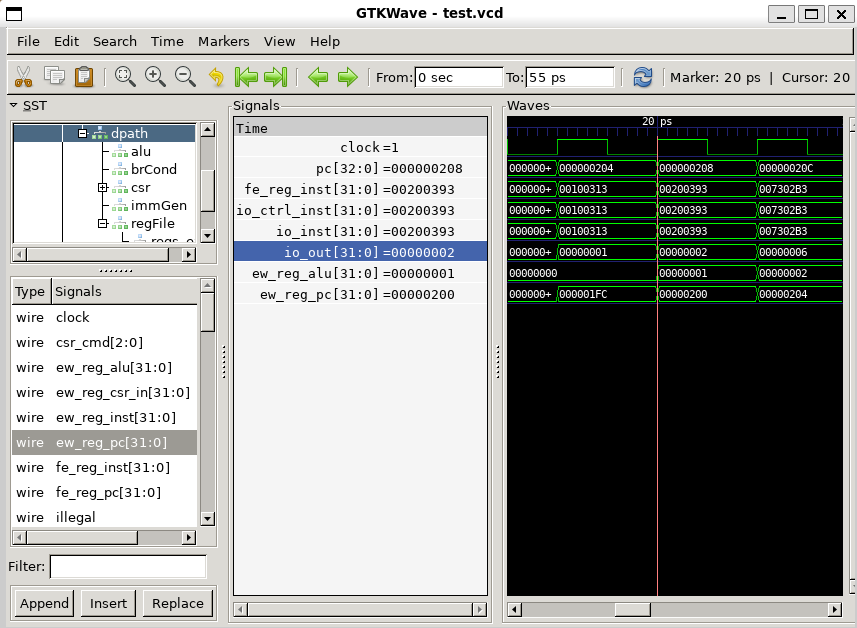 GTKWave - test.vcd
File Edit Search Time Markers View Help
From: 0 sec To: 55 ps Marker: 20 ps | Cursor: 20
SST
dpath
alu
brCond
csr
immGen
regFile
Type Signals
wire clock
wire csr_cmd[2:0]
wire ew_reg_alu[31:0]
wire ew_reg_csr_in[31:0]
wire ew_reg_inst[31:0]
wire ew_reg_pc[31:0]
wire fe_reg_inst[31:0]
wire fe_reg_pc[31:0]
wire illegal
Filter:
Append Insert Replace
Signals
Time
clock=1
pc[32:0]=000000208
fe_reg_inst[31:0]=00200393
io_ctrl_inst[31:0]=00200393
io_inst[31:0]=00200393
io_out[31:0]=00000002
ew_reg_alu[31:0]=00000001
ew_reg_pc[31:0]=00000200
Waves
20 ps
000000+ 000000204 000000208 00000020C
000000+ 00100313 00200393 007302B3
000000+ 00100313 00200393 007302B3
000000+ 00100313 00200393 007302B3
000000+ 00000001 00000002 00000006
00000000 00000001 00000002
000000+ 000001FC 00000200 00000204